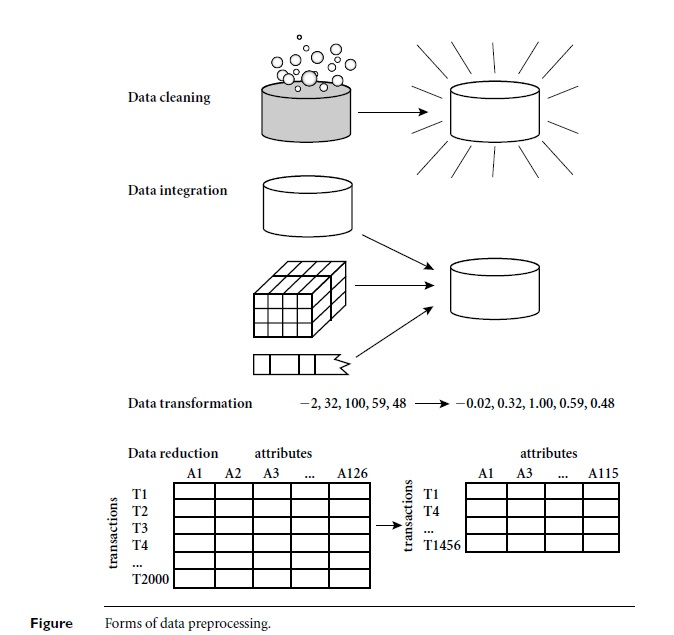 Data cleaning
Data integration
Data transformation −2, 32, 100, 59, 48 −0.02, 0.32, 1.00, 0.59, 0.48
Data reduction attributes
A1 A2 A3 ... A126
transactions
T1
T2
T3
T4
...
T2000
attributes
A1 A3 ... A115
transactions
T1
T4
...
T1456
Figure Forms of data preprocessing.